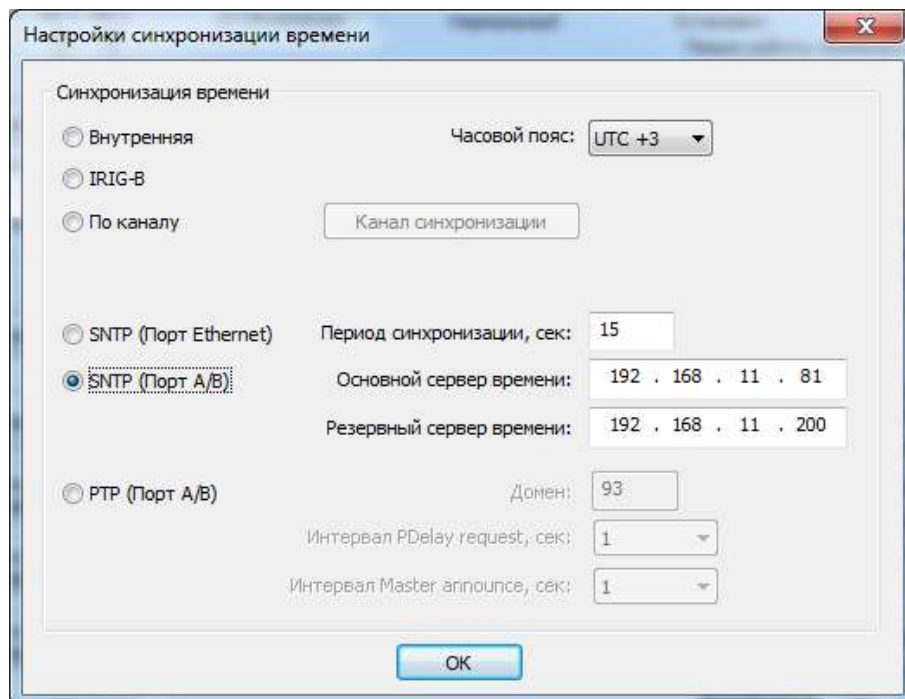 Настройки синхронизации времени
Синхронизация времени
Внутренняя
Часовой пояс: UTC +3
IRIG-B
По каналу
Канал синхронизации
SNTP (Порт Ethernet)
Период синхронизации, сек: 15
SNTP (Порт A/B)
Основной сервер времени: 192 . 168 . 11 . 81
Резервный сервер времени: 192 . 168 . 11 . 200
PTP (Порт A/B)
Домен: 93
Интервал PDelay request, сек: 1
Интервал Master announce, сек: 1
OK